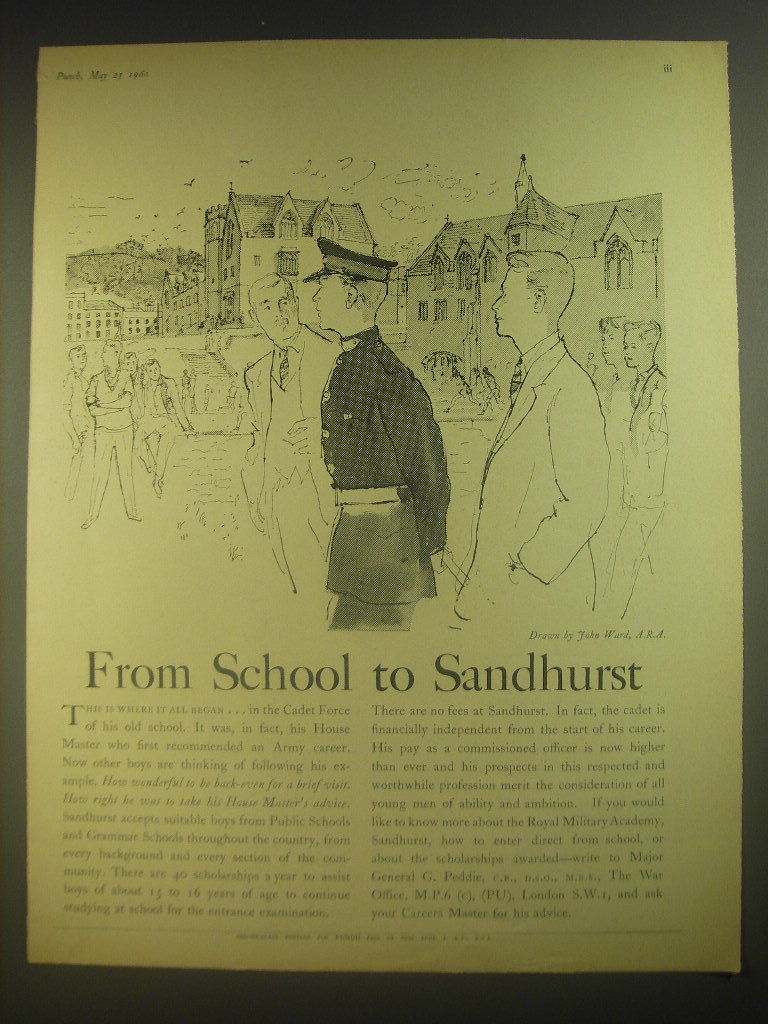 Punch, May 25 1960
iii
Drawn by John Ward, A.R.A.
From School to Sandhurst
THIS IS WHERE IT ALL BEGAN . . . in the Cadet Force
of his old school. It was, in fact, his House
Master who first recommended an Army career.
Now other boys are thinking of following his ex-
ample. How wonderful to be back-even for a brief visit.
How right he was to take his House Master's advice.
Sandhurst accepts suitable boys from Public Schools
and Grammar Schools throughout the country, from
every background and every section of the com-
munity. There are 40 scholarships a year to assist
boys of about 15 to 16 years of age to continue
studying at school for the entrance examination.
There are no fees at Sandhurst. In fact, the cadet is
financially independent from the start of his career.
His pay as a commissioned officer is now higher
than ever and his prospects in this respected and
worthwhile profession merit the consideration of all
young men of ability and ambition. If you would
like to know more about the Royal Military Academy,
Sandhurst, how to enter direct from school, or
about the scholarships awarded—write to Major
General G. Peddie, C.B., D.S.O., M.B.E., The War
Office, M.P.6 (c), (PU), London S.W.1, and ask
your Careers Master for his advice.
SECOND-CLASS POSTAGE FOR PUNCH PAID AT NEW YORK